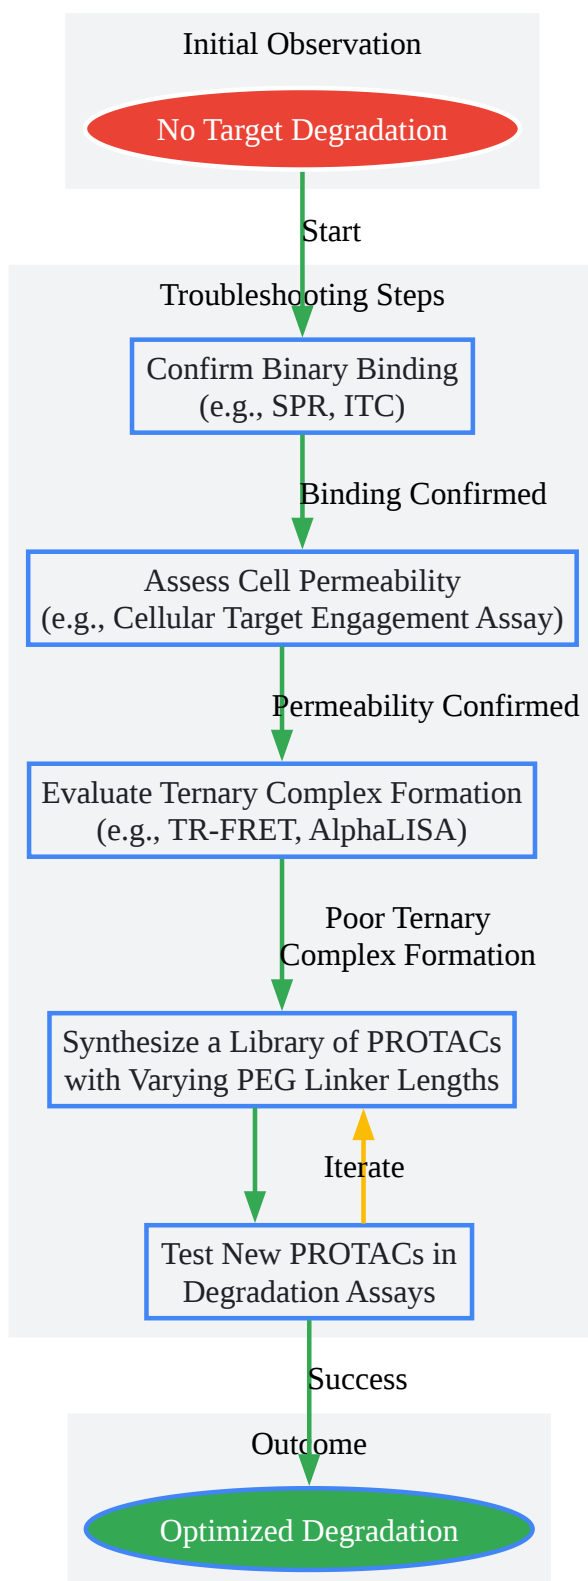 Initial Observation
No Target Degradation
Start
Troubleshooting Steps
Confirm Binary Binding
(e.g., SPR, ITC)
Binding Confirmed
Assess Cell Permeability
(e.g., Cellular Target Engagement Assay)
Permeability Confirmed
Evaluate Ternary Complex Formation
(e.g., TR-FRET, AlphaLISA)
Poor Ternary
Complex Formation
Synthesize a Library of PROTACs
with Varying PEG Linker Lengths
Iterate
Test New PROTACs in
Degradation Assays
Success
Outcome
Optimized Degradation